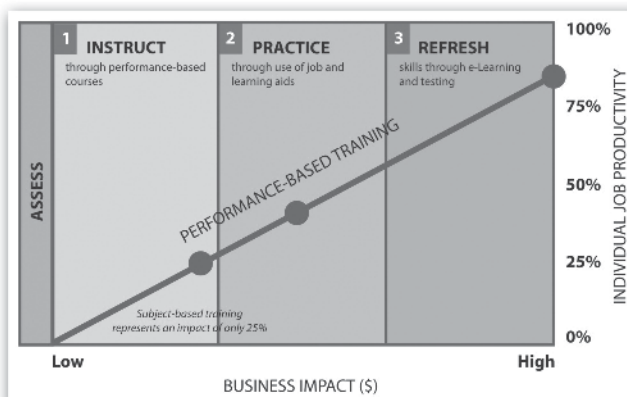 1 INSTRUCT
through performance-based
courses
2 PRACTICE
through use of job and
learning aids
3 REFRESH
skills through e-Learning
and testing
ASSESS
PERFORMANCE-BASED TRAINING
Subject-based training
represents an impact of only 25%
100%
75%
50%
25%
0%
INDIVIDUAL JOB PRODUCTIVITY
Low
High
BUSINESS IMPACT ($)